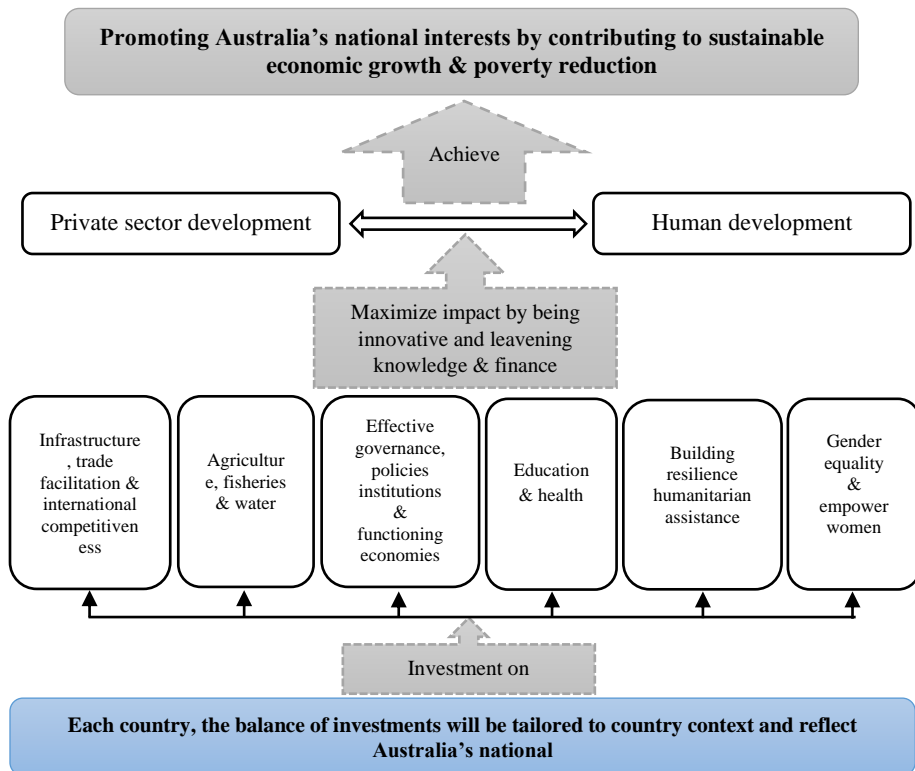 Promoting Australia’s national interests by contributing to sustainable
economic growth & poverty reduction
Achieve
Private sector development
Human development
Maximize impact by being
innovative and leavening
knowledge & finance
Infrastructure
, trade
facilitation &
international
competitiven
ess
Agricultur
e, fisheries
& water
Effective
governance,
policies
institutions
&
functioning
economies
Education
& health
Building
resilience
humanitarian
assistance
Gender
equality
&
empower
women
Investment on
Each country, the balance of investments will be tailored to country context and reflect
Australia’s national